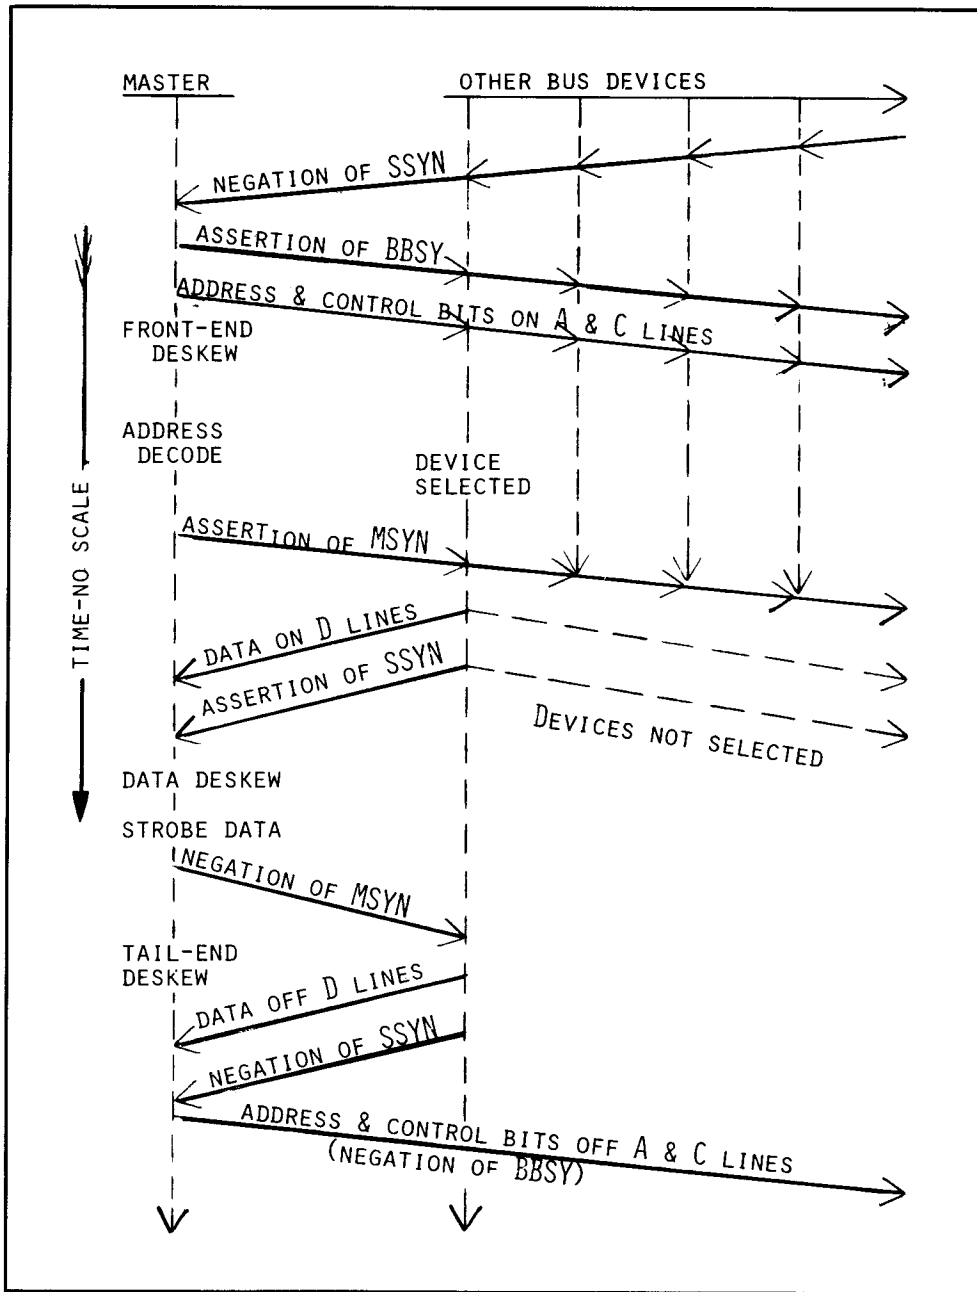 MASTER
OTHER BUS DEVICES
NEGATION OF SSYN
ASSERTION OF BBSY
ADDRESS & CONTROL BITS ON A & C LINES
FRONT-END
DESKEW
ADDRESS
DECODE
DEVICE
SELECTED
TIME-NO SCALE
ASSERTION OF MSYN
DATA ON D LINES
ASSERTION OF SSYN
DEVICES NOT SELECTED
DATA DESKEW
STROBE DATA
NEGATION OF MSYN
TAIL-END
DESKEW
DATA OFF D LINES
NEGATION OF SSYN
ADDRESS & CONTROL BITS OFF A & C LINES
(NEGATION OF BBSY)